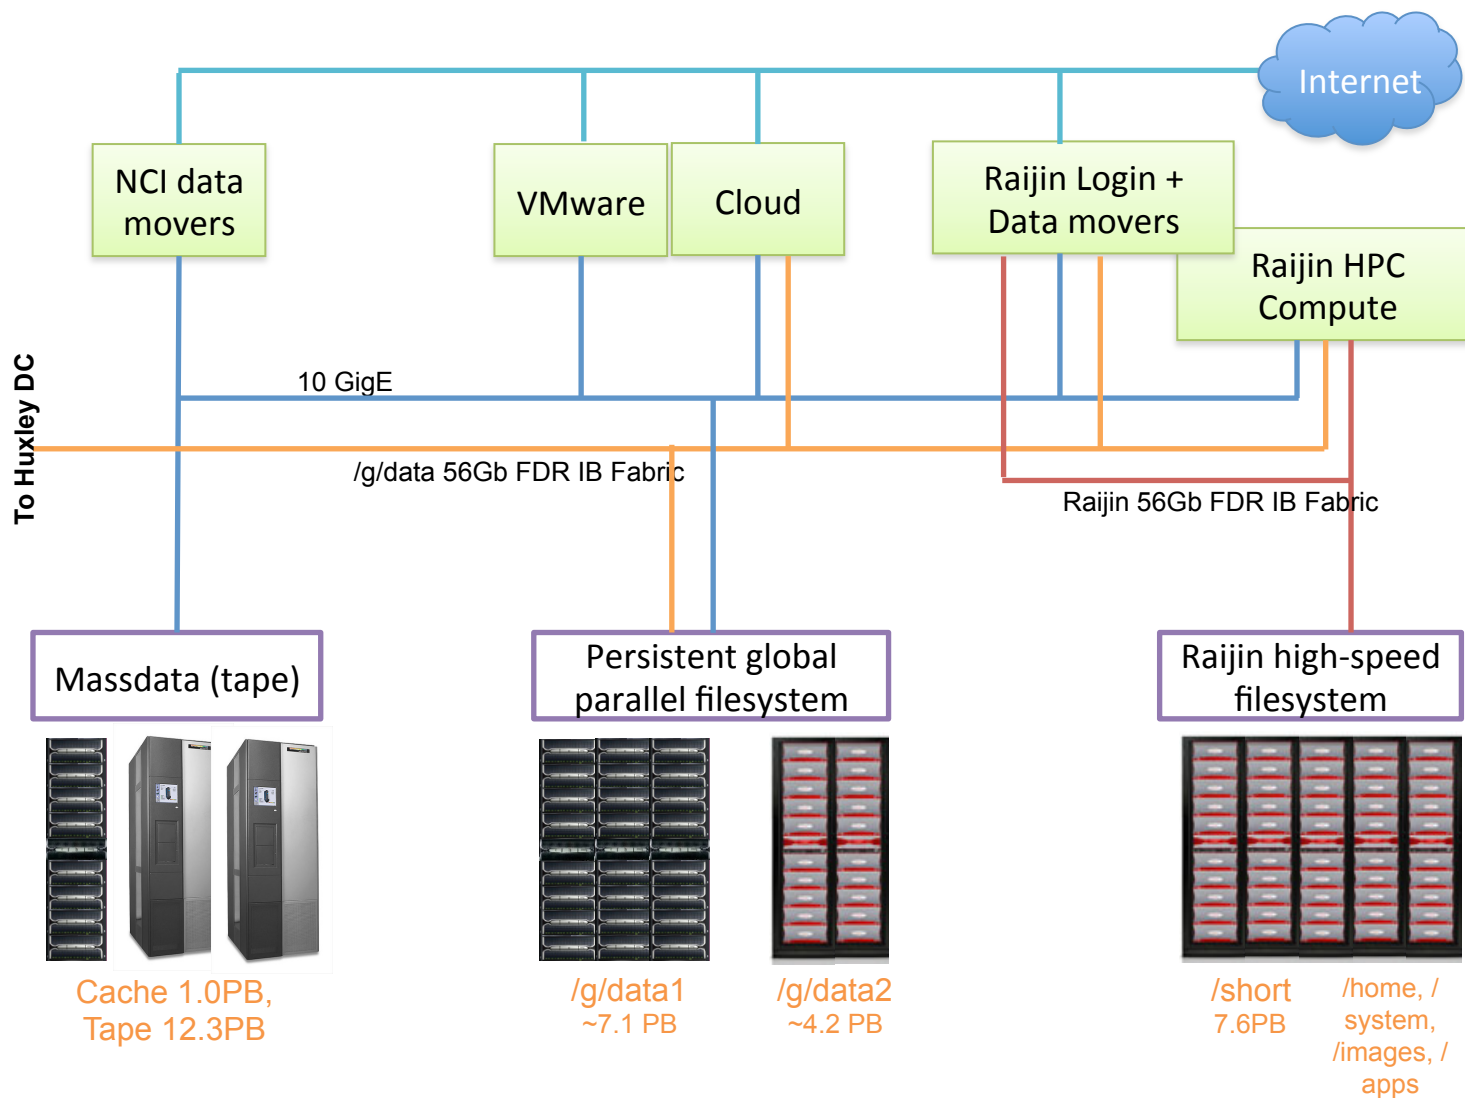 Internet
NCI data
movers
VMware
Cloud
Raijin Login +
Data movers
Raijin HPC
Compute
To Huxley DC
10 GigE
/g/data 56Gb FDR IB Fabric
Raijin 56Gb FDR IB Fabric
Massdata (tape)
Persistent global
parallel filesystem
Raijin high-speed
filesystem
Cache 1.0PB,
Tape 12.3PB
/g/data1
~7.1 PB
/g/data2
~4.2 PB
/short
7.6PB
/home, /
system,
/images, /
apps